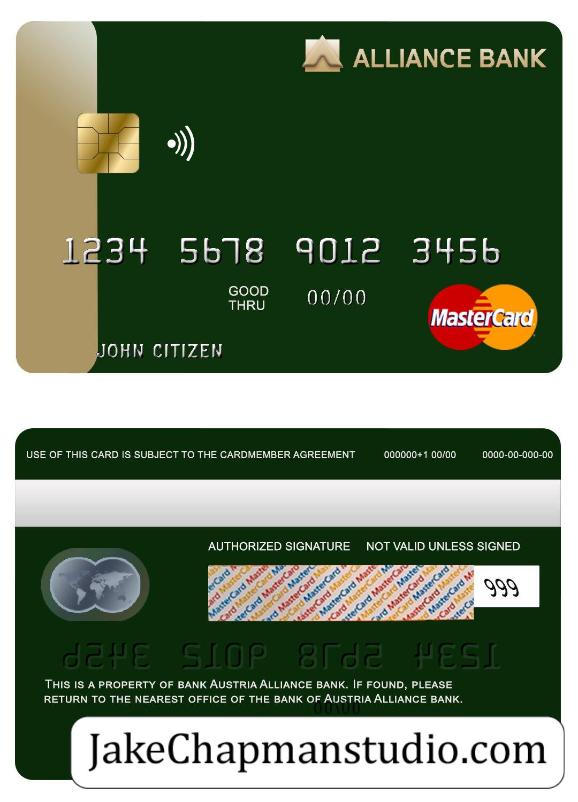 ALLIANCE BANK
1234 5678 9012 3456
GOOD THRU 00/00
MasterCard
JOHN CITIZEN
USE OF THIS CARD IS SUBJECT TO THE CARDMEMBER AGREEMENT 000000+1 00/00 0000-00-000-00
AUTHORIZED SIGNATURE NOT VALID UNLESS SIGNED
MasterCard MasterCard MasterCard
999
THIS IS A PROPERTY OF BANK AUSTRIA ALLIANCE BANK. IF FOUND, PLEASE
RETURN TO THE NEAREST OFFICE OF THE BANK OF AUSTRIA ALLIANCE BANK.
JakeChapmanstudio.com